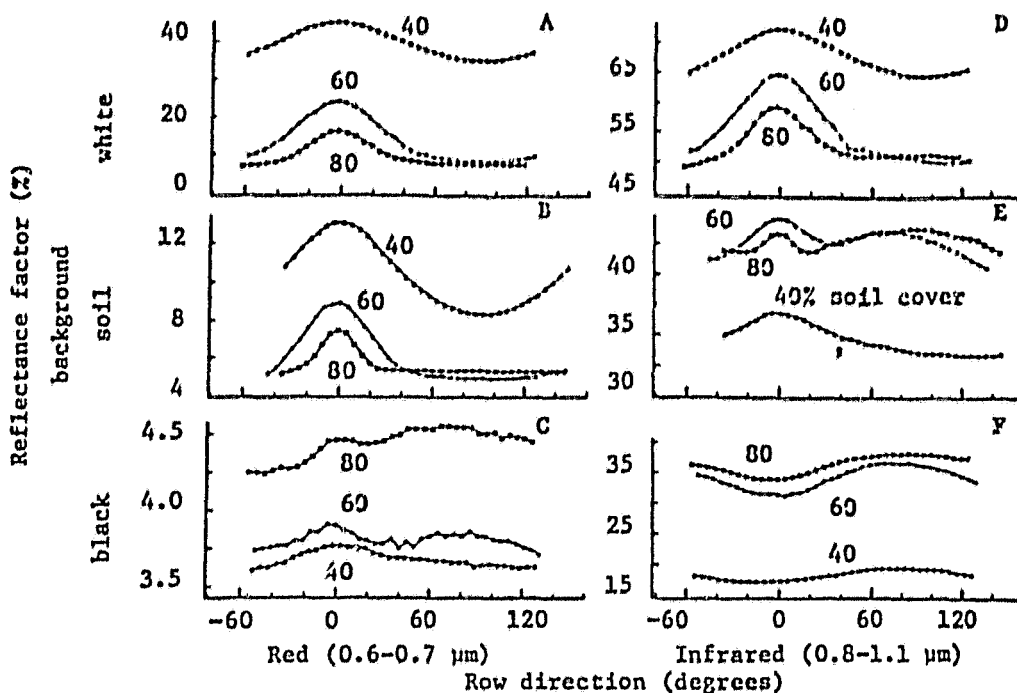 Reflectance factor (%)
background
white
soil
black
A
40
20
0
40
60
80
B
12
8
4
40
60
80
C
4.5
4.0
3.5
80
60
40
-60 0 60 120
Red (0.6-0.7 µm)
D
65
55
45
40
60
80
E
40
35
30
60
80
40% soil cover
F
35
25
15
80
60
40
-60 0 60 120
Infrared (0.8-1.1 µm)
Row direction (degrees)